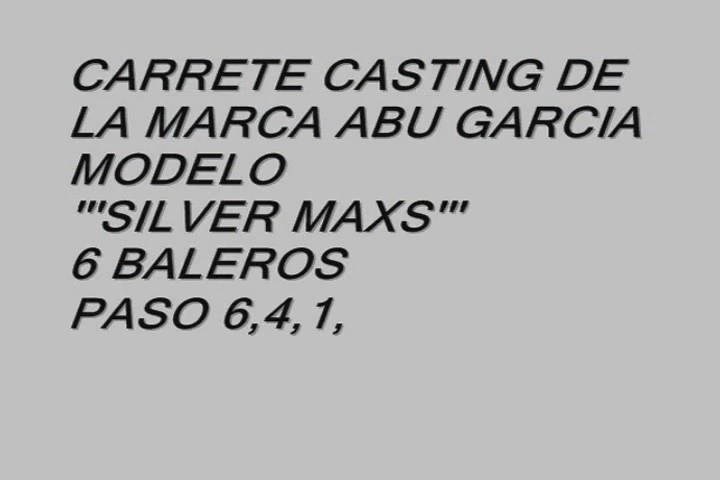 CARRETE CASTING DE
LA MARCA ABU GARCIA
MODELO
"'SILVER MAXS"'
6 BALEROS
PASO 6,4,1,